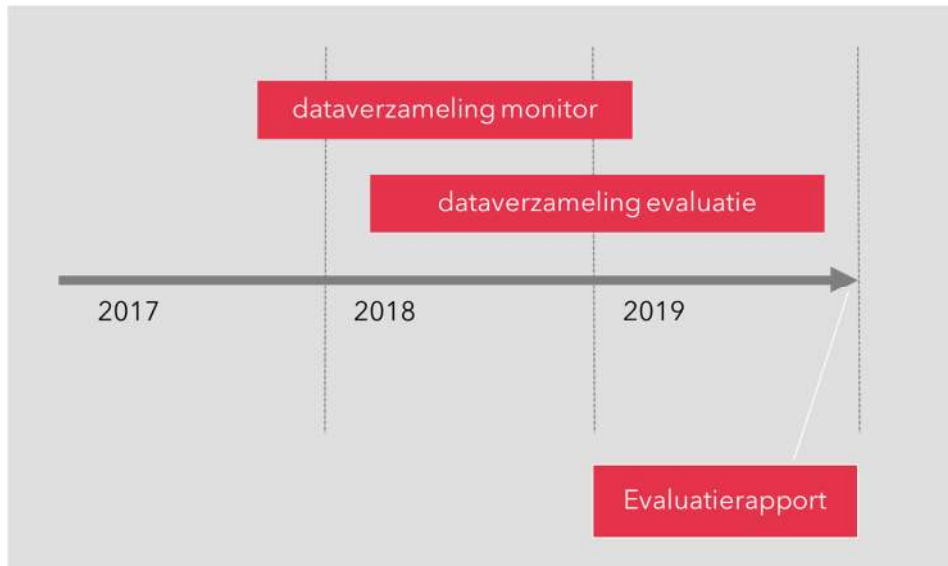 dataverzameling monitor
dataverzameling evaluatie
2017 2018 2019
Evaluatierapport